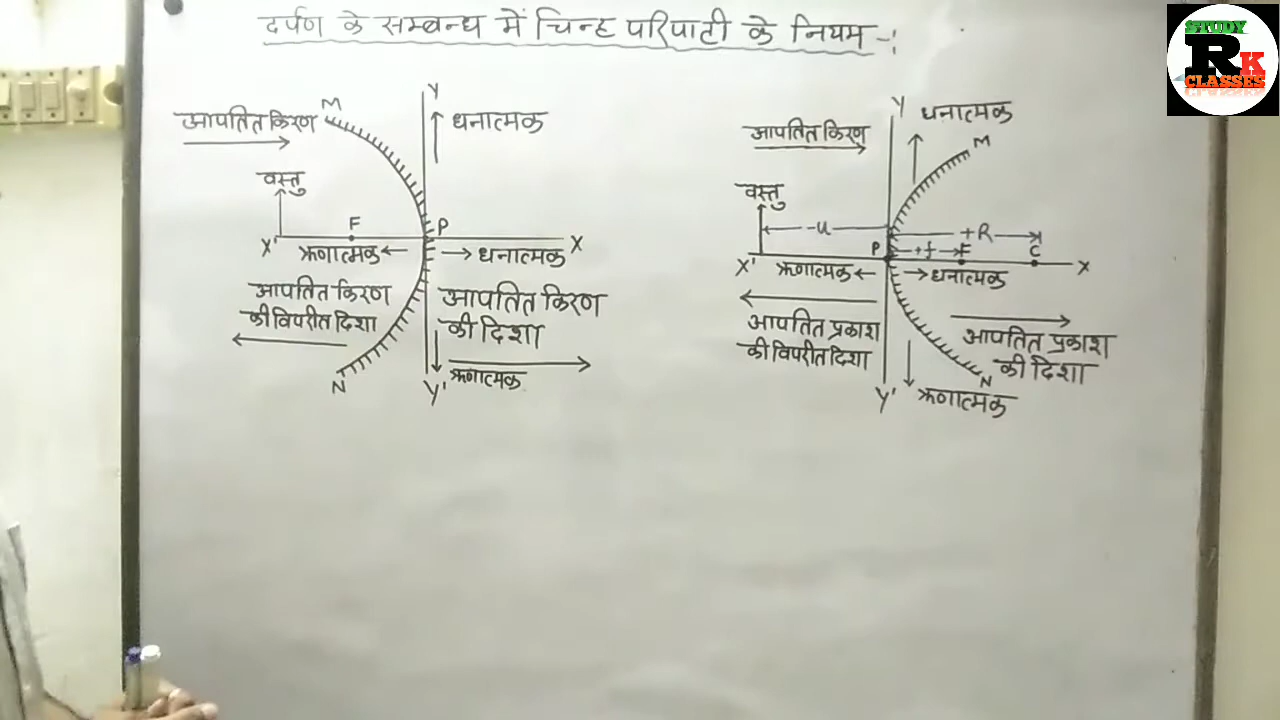 दर्पण के सम्बन्ध में चिन्ह परिपाटी के नियम -:
STUDY
RK
CLASSES
आपतित किरण
M
Y
धनात्मक
वस्तु
F
P
X'
X
ऋणात्मक
धनात्मक
आपतित किरण
की विपरीत दिशा
आपतित किरण
की दिशा
ऋणात्मक
N
Y'
आपतित किरण
Y
धनात्मक
M
वस्तु
-u
+R
P
+f
F
C
X'
X
ऋणात्मक
धनात्मक
आपतित प्रकाश
की विपरीत दिशा
आपतित प्रकाश
की दिशा
N
Y'
ऋणात्मक